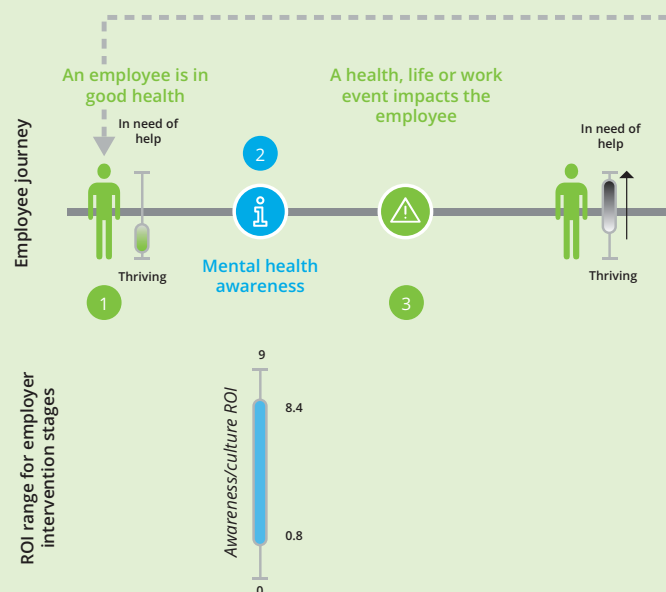 An employee is in
good health
In need of
help
Thriving
1
2
Mental health
awareness
A health, life or work
event impacts the
employee
3
In need of
help
Thriving
Employee journey
ROI range for employer
intervention stages
Awareness/culture ROI
9
8.4
0.8
0